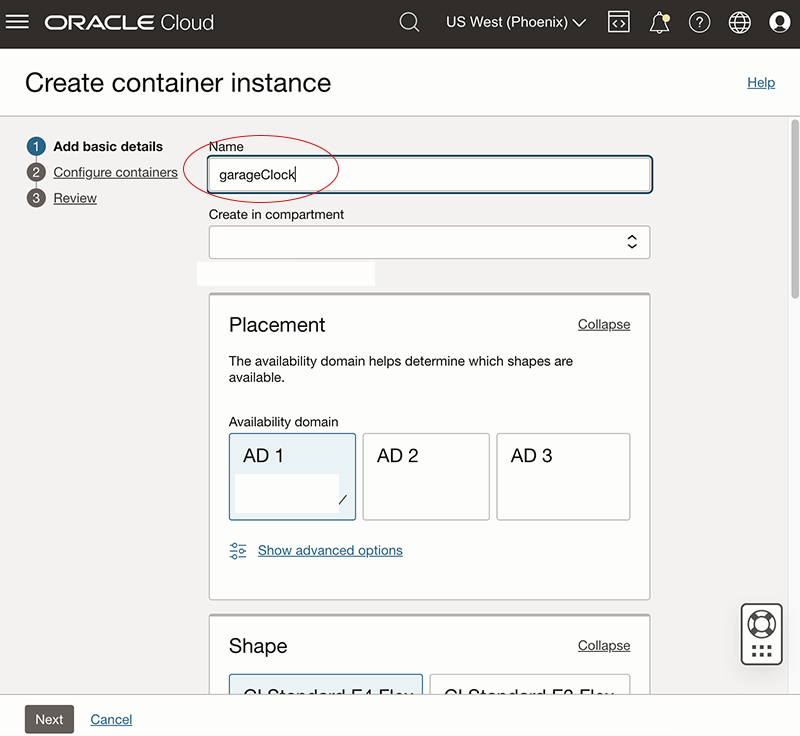 ORACLE Cloud
US West (Phoenix)
Create container instance
Help
1 Add basic details
2 Configure containers
3 Review
Name
garageClock
Create in compartment
Placement
Collapse
The availability domain helps determine which shapes are
available.
Availability domain
AD 1
AD 2
AD 3
Show advanced options
Shape
Collapse
Next
Cancel